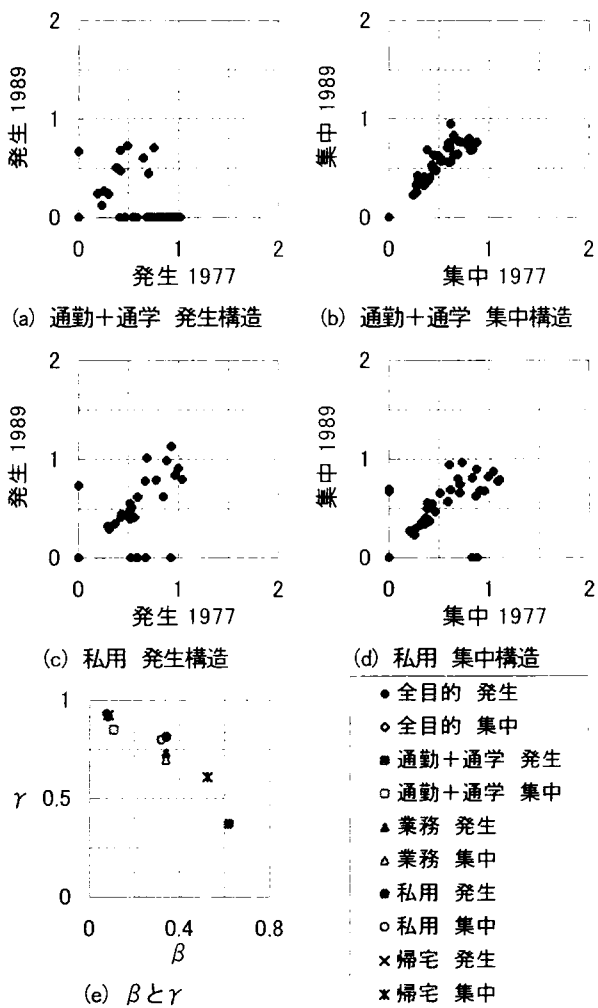 2
2
発生 1989
1
集中 1989
1
0
0
0
1
2
0
1
2
発生 1977
集中 1977
(a) 通勤+通学 発生構造
(b) 通勤+通学 集中構造
2
2
発生 1989
1
集中 1989
1
0
0
0
1
2
0
1
2
発生 1977
集中 1977
(c) 私用 発生構造
(d) 私用 集中構造
1
γ
0.5
0
0
0.4
0.8
β
(e) βとγ
全目的 発生
全目的 集中
通勤+通学 発生
通勤+通学 集中
業務 発生
業務 集中
私用 発生
私用 集中
帰宅 発生
帰宅 集中